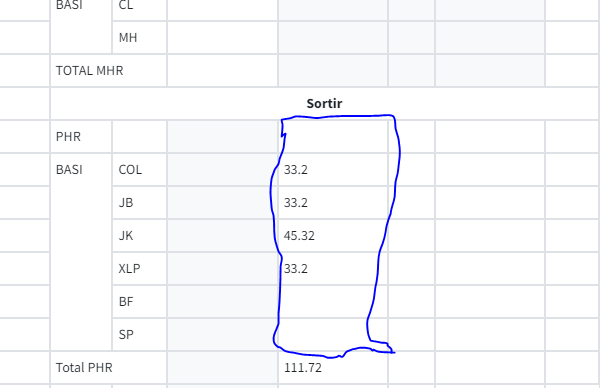 BASI CL
MH
TOTAL MHR
Sortir
PHR
BASI COL 33.2
JB 33.2
JK 45.32
XLP 33.2
BF
SP
Total PHR 111.72